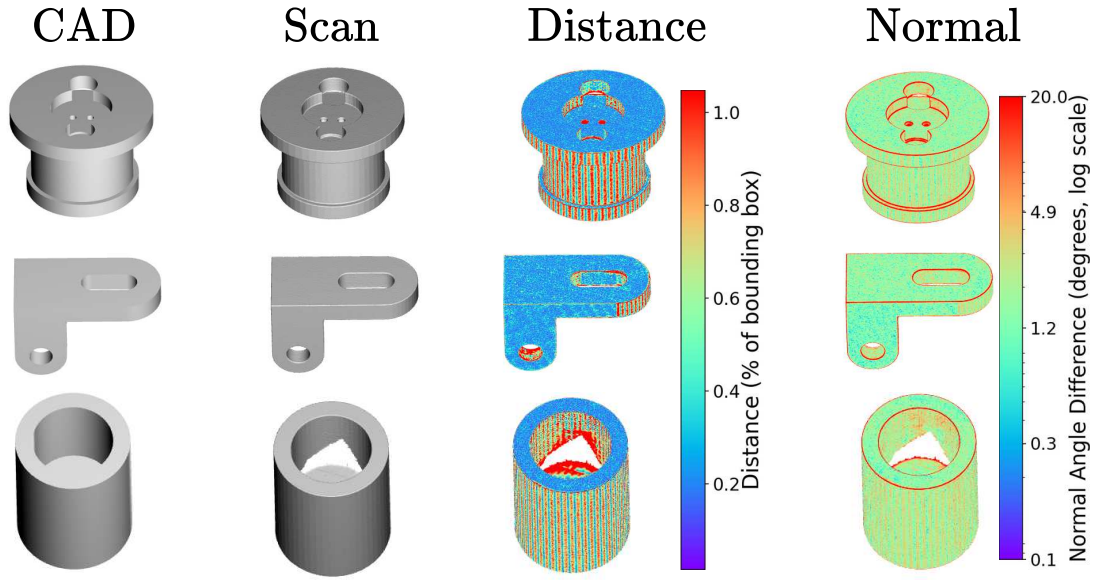 CAD
Scan
Distance
Normal
1.0
0.8
0.6
0.4
0.2
Distance (% of bounding box)
20.0
4.9
1.2
0.3
0.1
Normal Angle Difference (degrees, log scale)